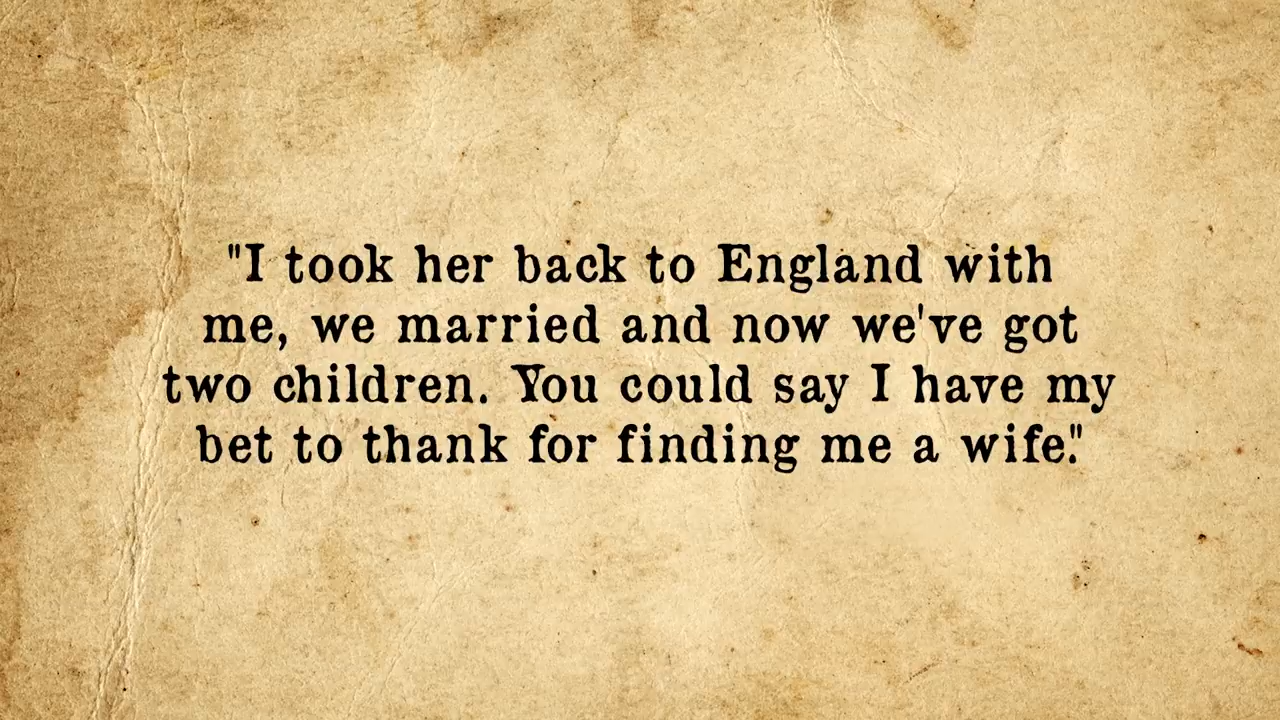 "I took her back to England with
me, we married and now we've got
two children. You could say I have my
bet to thank for finding me a wife."